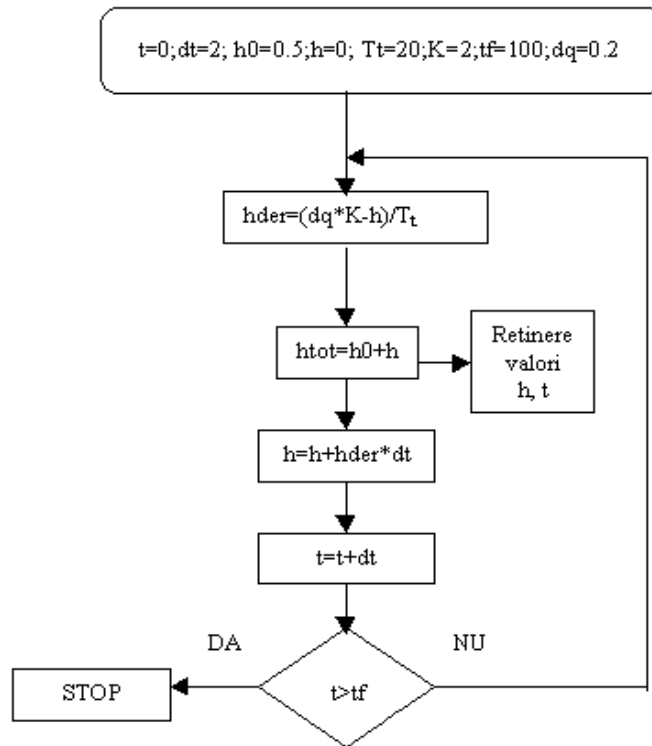 t=0;dt=2; h0=0.5;h=0; Tt=20;K=2;tf=100;dq=0.2
hder=(dq*K-h)/Tt
htot=h0+h
Retinere
valori
h, t
h=h+hder*dt
t=t+dt
DA
NU
STOP
t>tf